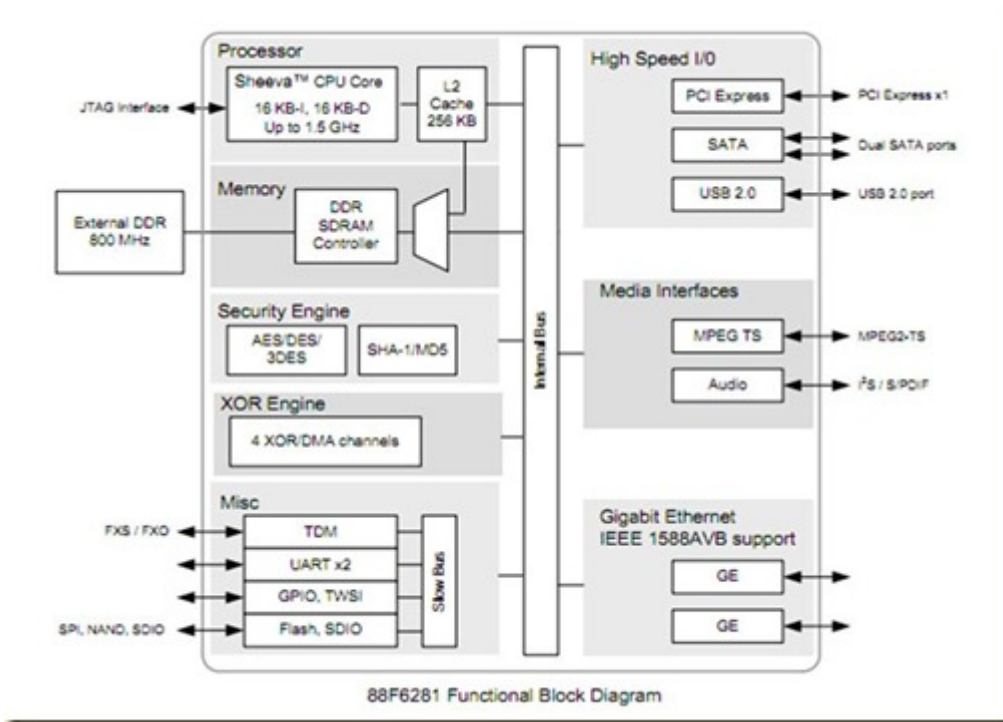 Processor
Sheeva™ CPU Core
16 KB-I, 16 KB-D
Up to 1.5 GHz
L2
Cache
256 KB
JTAG Interface
Memory
DDR
SDRAM
Controller
External DDR
800 MHz
Security Engine
AES/DES/
3DES
SHA-1/MD5
XOR Engine
4 XOR/DMA channels
Misc
FXS / FXO
TDM
UART x2
GPIO, TWSI
SPI, NAND, SDIO
Flash, SDIO
Slow Bus
Internal Bus
High Speed I/0
PCI Express
PCI Express x1
SATA
Dual SATA ports
USB 2.0
USB 2.0 port
Media Interfaces
MPEG TS
MPEG2-TS
Audio
I²S / S/PDIF
Gigabit Ethernet
IEEE 1588AVB support
GE
GE
88F6281 Functional Block Diagram